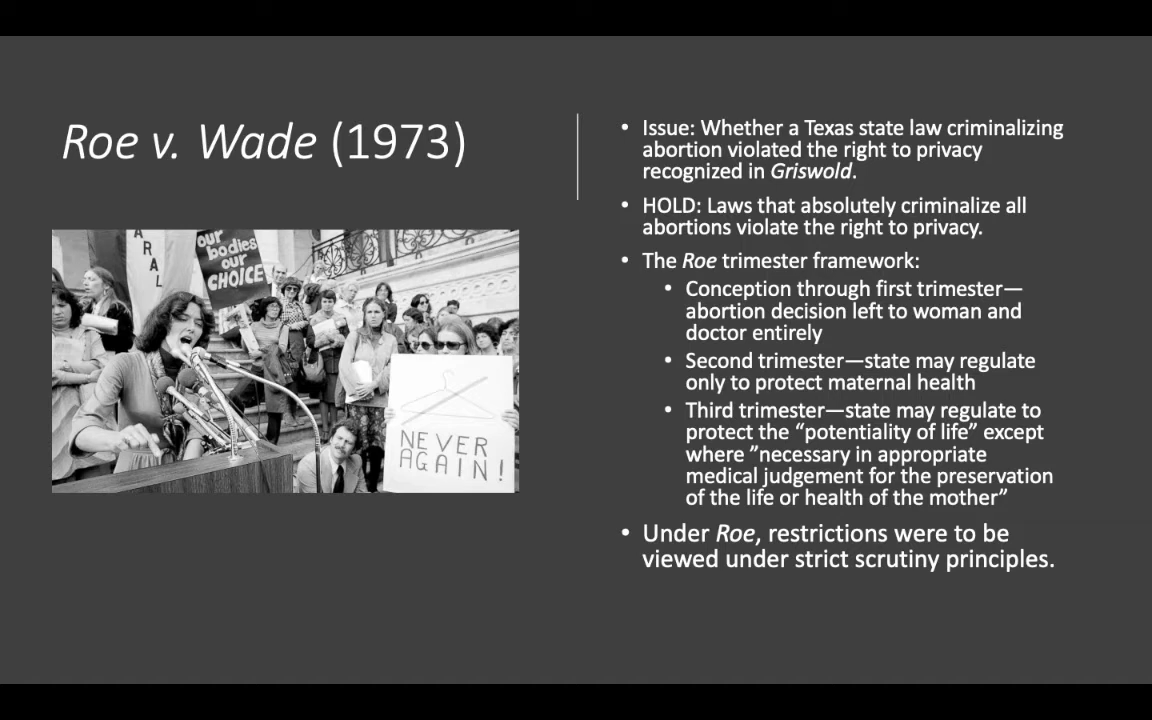 Roe v. Wade (1973)
ARAL
our
bodies
our
CHOICE
NEVER
AGAIN!
• Issue: Whether a Texas state law criminalizing
abortion violated the right to privacy
recognized in Griswold.
• HOLD: Laws that absolutely criminalize all
abortions violate the right to privacy.
• The Roe trimester framework:
• Conception through first trimester—
abortion decision left to woman and
doctor entirely
• Second trimester—state may regulate
only to protect maternal health
• Third trimester—state may regulate to
protect the “potentiality of life” except
where ”necessary in appropriate
medical judgement for the preservation
of the life or health of the mother”
• Under Roe, restrictions were to be
viewed under strict scrutiny principles.